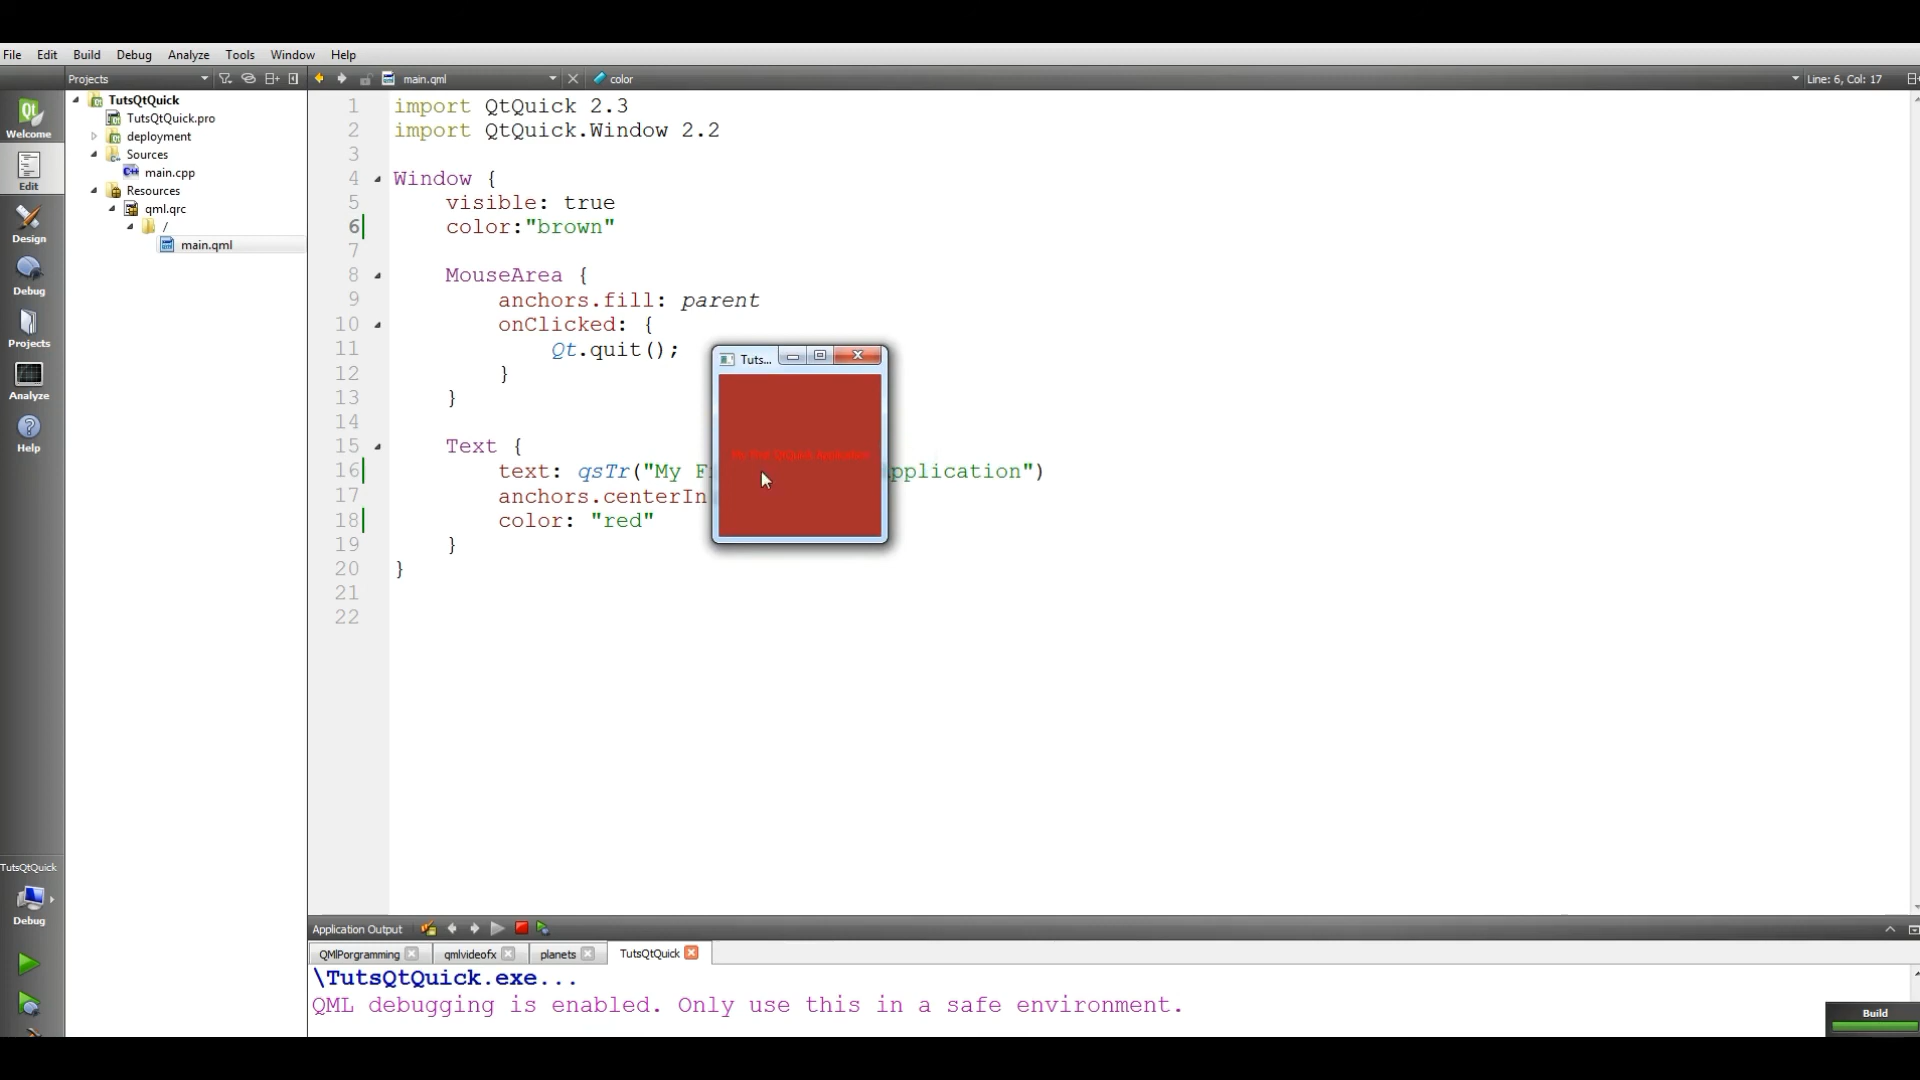 File Edit Build Debug Analyze Tools Window Help
Projects main.qml color Line: 6, Col: 17
Welcome
Edit
Design
Debug
Projects
Analyze
Help
TutsQtQuick
Debug
TutsQtQuick
TutsQtQuick.pro
deployment
Sources
main.cpp
Resources
qml.qrc
/
main.qml
1 import QtQuick 2.3
2 import QtQuick.Window 2.2
3
4 Window {
5 visible: true
6 color:"brown"
7
8 MouseArea {
9 anchors.fill: parent
10 onClicked: {
11 Qt.quit();
12 }
13 }
14
15 Text {
16 text: qsTr("My F pplication")
17 anchors.centerIn
18 color: "red"
19 }
20 }
21
22
Tuts...
My First QtQuick Application
Application Output
QMlPorgramming qmlvideofx planets TutsQtQuick
\TutsQtQuick.exe...
QML debugging is enabled. Only use this in a safe environment.
Build